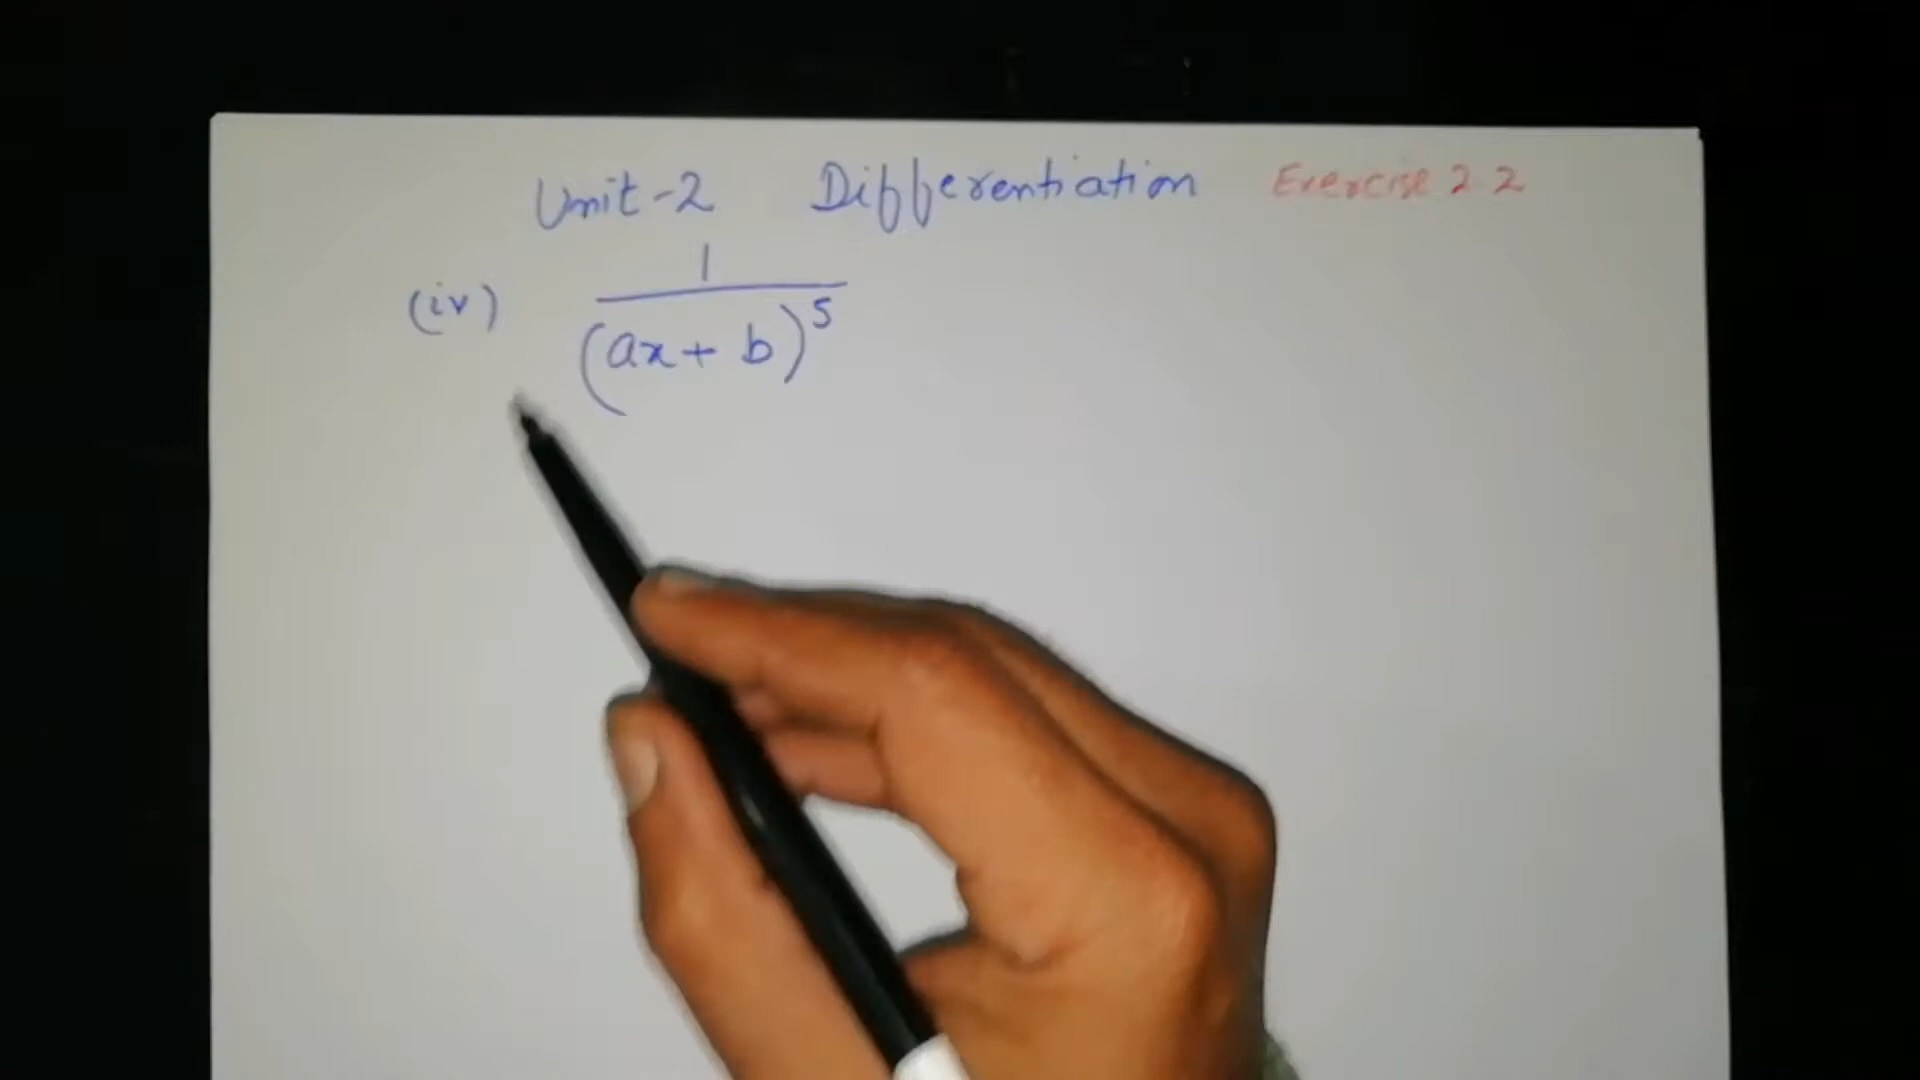 Unit-2 Differentiation Exercise 2 2
(iv) 1
(ax + b)^5